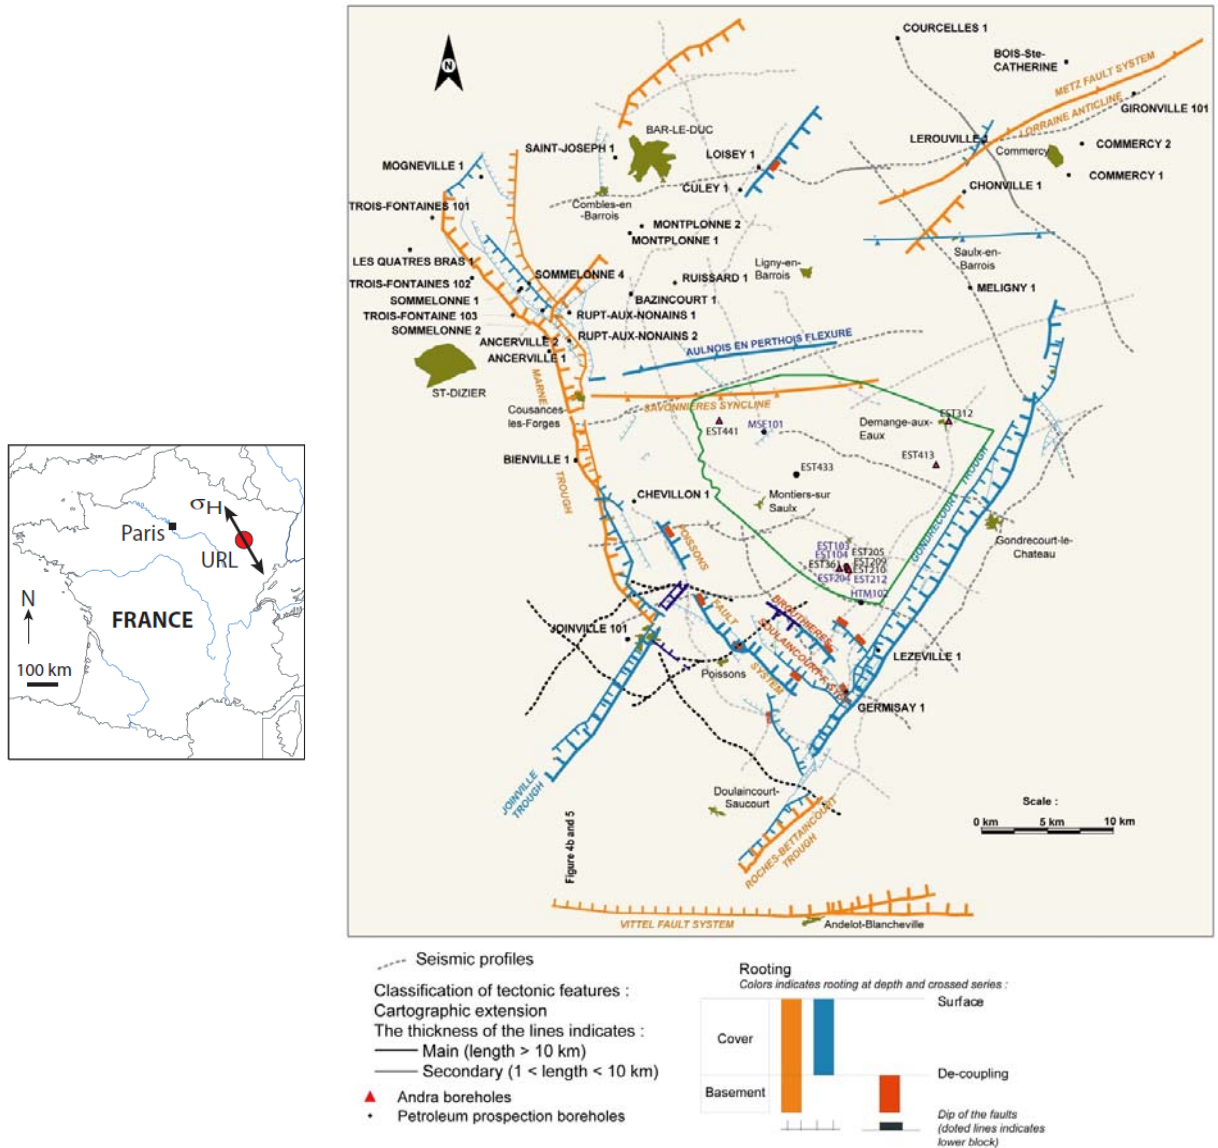 COURCELLES 1
BOIS-Ste-
CATHERINE
METZ FAULT SYSTEM
LORRAINE ANTICLINE
GIRONVILLE 101
N
BAR-LE-DUC
SAINT-JOSEPH 1
LOISEY 1
LEROUVILLE 1
Commercy
COMMERCY 2
MOGNEVILLE 1
CULEY 1
CHONVILLE 1
COMMERCY 1
TROIS-FONTAINES 101
Combles-en
-Barrois
MONTPLONNE 2
MONTPLONNE 1
LES QUATRES BRAS 1
Ligny-en-
Barrois
Saulx-en-
Barrois
TROIS-FONTAINES 102
SOMMELONNE 4
RUISSARD 1
MELIGNY 1
SOMMELONNE 1
BAZINCOURT 1
TROIS-FONTAINE 103
RUPT-AUX-NONAINS 1
SOMMELONNE 2
ANCERVILLE 2
RUPT-AUX-NONAINS 2
ANCERVILLE 1
AULNOIS EN PERTHOIS FLEXURE
ST-DIZIER
MARNE
TROUGH
Cousances-
les-Forges
SAVONNIERES SYNCLINE
EST441
MSE101
Demange-aux-
Eaux
EST312
EST413
BIENVILLE 1
EST433
CHEVILLON 1
Montiers-sur
Saulx
GONDRECOURT TROUGH
Gondrecourt-le-
Chateau
POISSONS
FAULT
SYSTEM
EST103
EST205
EST104
EST209
EST361
EST210
EST204
EST212
HTM102
BROUTHIERES
JOINVILLE 101
LEZEVILLE 1
Poissons
GERMISAY 1
JOINVILLE
TROUGH
Doulaincourt-
Saucourt
ROCHES-BETTAINCOURT
TROUGH
Scale :
0 km
5 km
10 km
Figure 4b and 5
VITTEL FAULT SYSTEM
Andelot-Blancheville
σH
Paris
URL
N
FRANCE
100 km
Seismic profiles
Classification of tectonic features :
Cartographic extension
The thickness of the lines indicates :
Main (length > 10 km)
Secondary (1 < length < 10 km)
Andra boreholes
Petroleum prospection boreholes
Rooting
Colors indicates rooting at depth and crossed series :
Surface
Cover
De-coupling
Basement
Dip of the faults
(doted lines indicates
lower block)